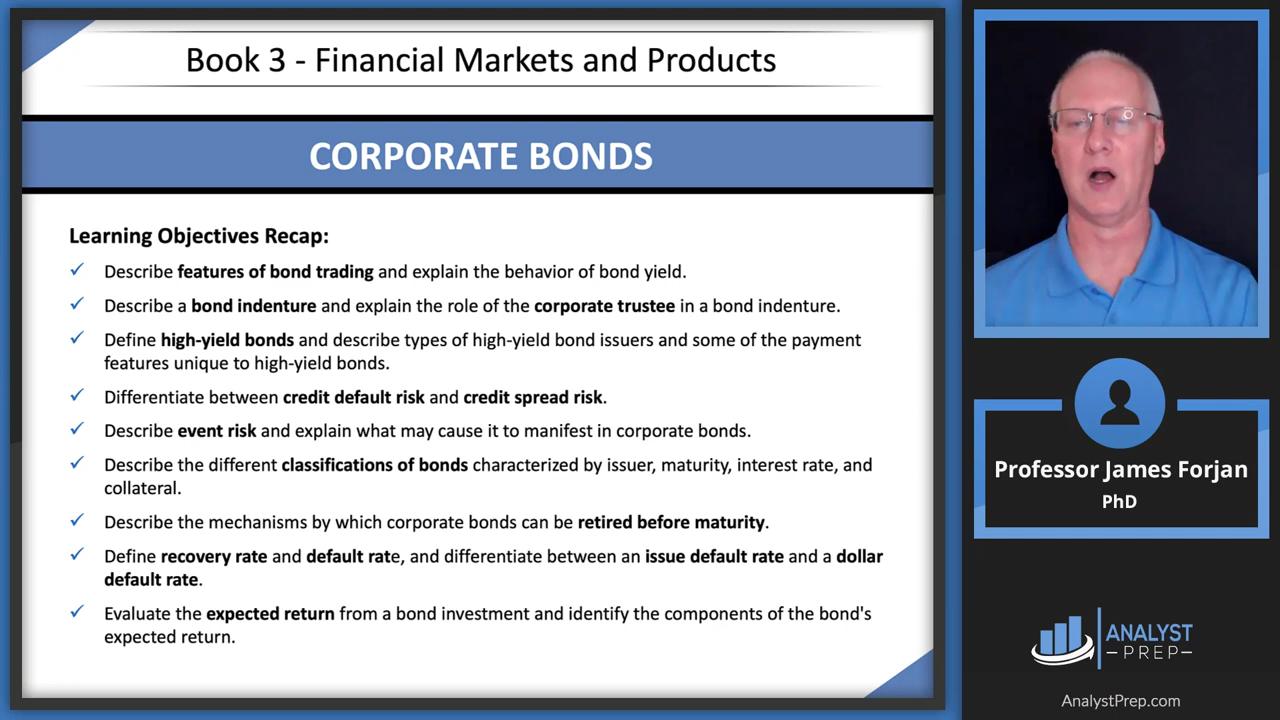 Book 3 - Financial Markets and Products
CORPORATE BONDS
Learning Objectives Recap:
Describe features of bond trading and explain the behavior of bond yield.
Describe a bond indenture and explain the role of the corporate trustee in a bond indenture.
Define high-yield bonds and describe types of high-yield bond issuers and some of the payment
features unique to high-yield bonds.
Differentiate between credit default risk and credit spread risk.
Describe event risk and explain what may cause it to manifest in corporate bonds.
Describe the different classifications of bonds characterized by issuer, maturity, interest rate, and
collateral.
Describe the mechanisms by which corporate bonds can be retired before maturity.
Define recovery rate and default rate, and differentiate between an issue default rate and a dollar
default rate.
Evaluate the expected return from a bond investment and identify the components of the bond's
expected return.
Professor James Forjan
PhD
ANALYST
PREP
AnalystPrep.com